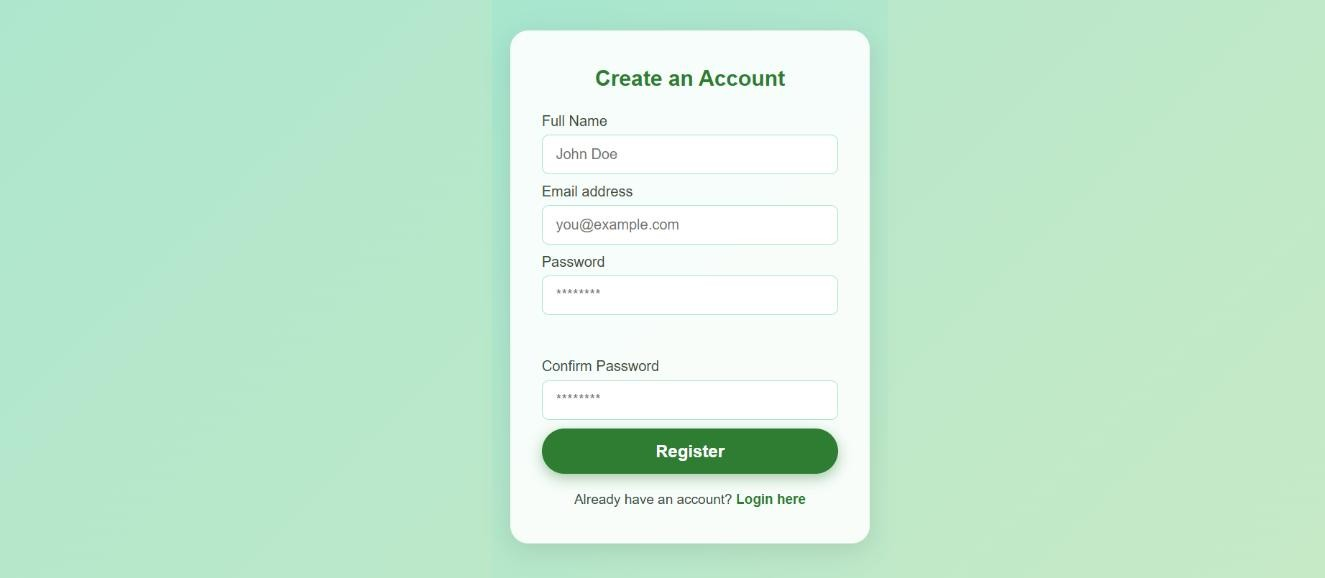 Create an Account
Full Name
John Doe
Email address
you@example.com
Password
********
Confirm Password
********
Register
Already have an account? Login here